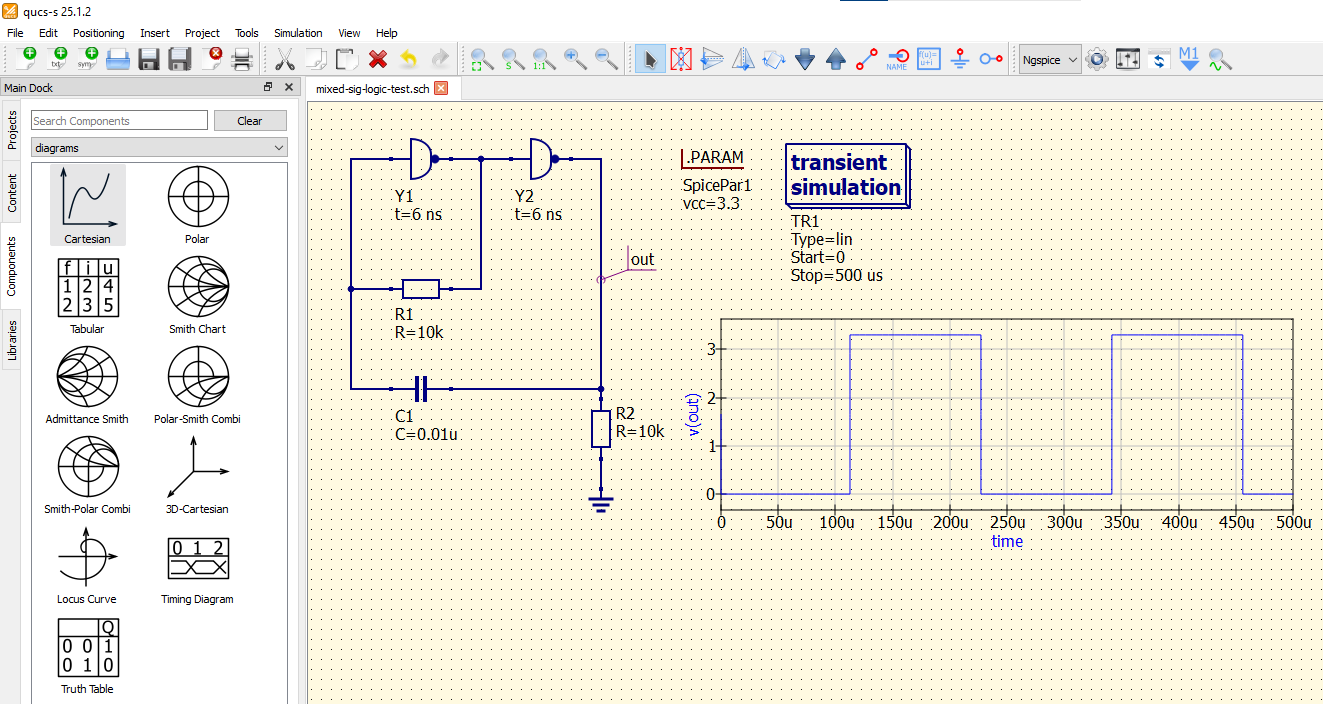 qucs-s 25.1.2
File Edit Positioning Insert Project Tools Simulation View Help
txt sym S 1:1 NAME f(u)= u+i Ngspice M1
Main Dock
mixed-sig-logic-test.sch
Projects
Content
Components
Libraries
Search Components Clear
diagrams
Cartesian Polar
f i u
1 2 4
2 3 5
Tabular Smith Chart
Admittance Smith Polar-Smith Combi
Smith-Polar Combi 3D-Cartesian
0 1 2
Locus Curve Timing Diagram
Q
0 0 1
0 1 0
Truth Table
Y1
t=6 ns
Y2
t=6 ns
out
R1
R=10k
C1
C=0.01u
R2
R=10k
.PARAM
SpicePar1
vcc=3.3
transient
simulation
TR1
Type=lin
Start=0
Stop=500 us
3
2
1
0
v(out)
0 50u 100u 150u 200u 250u 300u 350u 400u 450u 500u
time